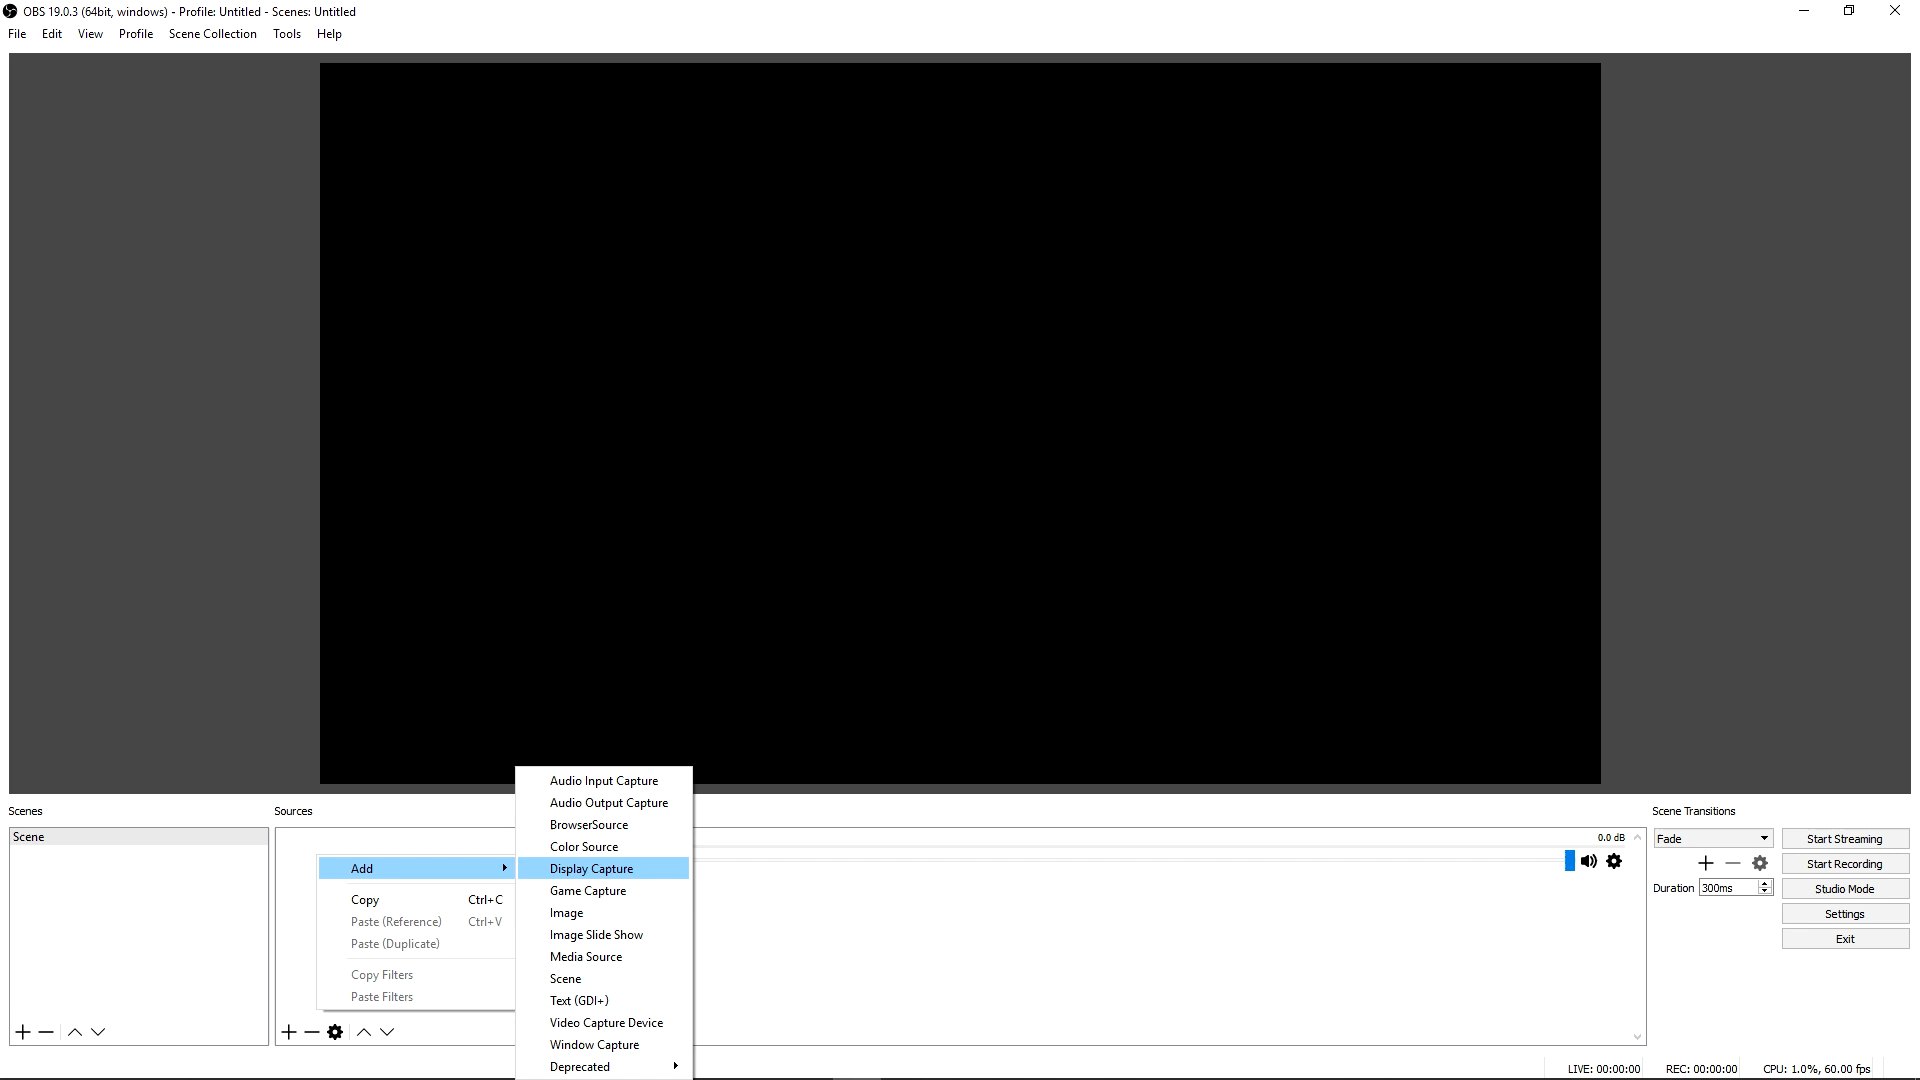 OBS 19.0.3 (64bit, windows) - Profile: Untitled - Scenes: Untitled
File Edit View Profile Scene Collection Tools Help
Scenes
Scene
Sources
Add
Copy Ctrl+C
Paste (Reference) Ctrl+V
Paste (Duplicate)
Copy Filters
Paste Filters
Audio Input Capture
Audio Output Capture
BrowserSource
Color Source
Display Capture
Game Capture
Image
Image Slide Show
Media Source
Scene
Text (GDI+)
Video Capture Device
Window Capture
Deprecated
0.0 dB
Scene Transitions
Fade
Duration 300ms
Start Streaming
Start Recording
Studio Mode
Settings
Exit
LIVE: 00:00:00 REC: 00:00:00 CPU: 1.0%, 60.00 fps